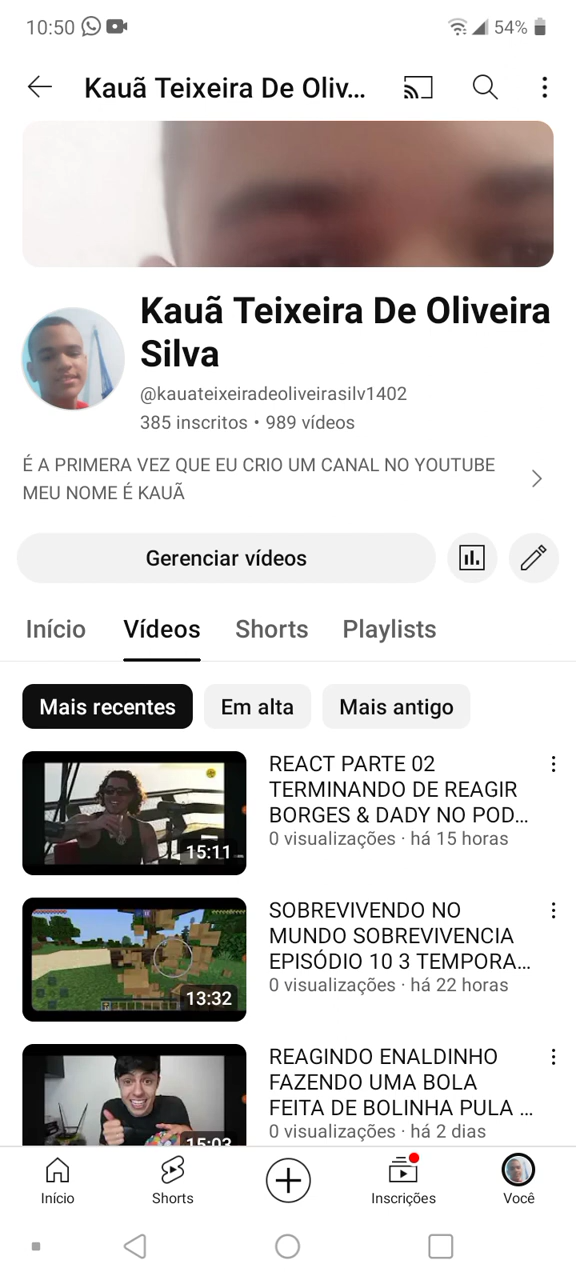 10:50
54%
Kauã Teixeira De Oliv...
Kauã Teixeira De Oliveira
Silva
@kauateixeiradeoliveirasilv1402
385 inscritos • 989 vídeos
É A PRIMERA VEZ QUE EU CRIO UM CANAL NO YOUTUBE
MEU NOME É KAUÃ
Gerenciar vídeos
Início
Vídeos
Shorts
Playlists
Mais recentes
Em alta
Mais antigo
15:11
REACT PARTE 02
TERMINANDO DE REAGIR
BORGES & DADY NO POD...
0 visualizações · há 15 horas
13:32
SOBREVIVENDO NO
MUNDO SOBREVIVENCIA
EPISÓDIO 10 3 TEMPORA...
0 visualizações · há 22 horas
15:03
REAGINDO ENALDINHO
FAZENDO UMA BOLA
FEITA DE BOLINHA PULA ...
0 visualizações · há 2 dias
Início
Shorts
Inscrições
Você